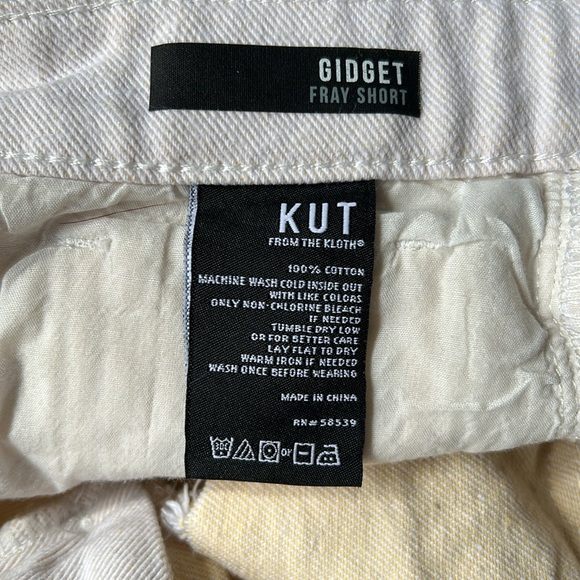 GIDGET
FRAY SHORT
KUT
FROM THE KLOTH®
100% COTTON
MACHINE WASH COLD INSIDE OUT
WITH LIKE COLORS
ONLY NON-CHLORINE BLEACH
IF NEEDED
TUMBLE DRY LOW
OR FOR BETTER CARE
LAY FLAT TO DRY
WARM IRON IF NEEDED
WASH ONCE BEFORE WEARING
MADE IN CHINA
RN# 58539
30C or